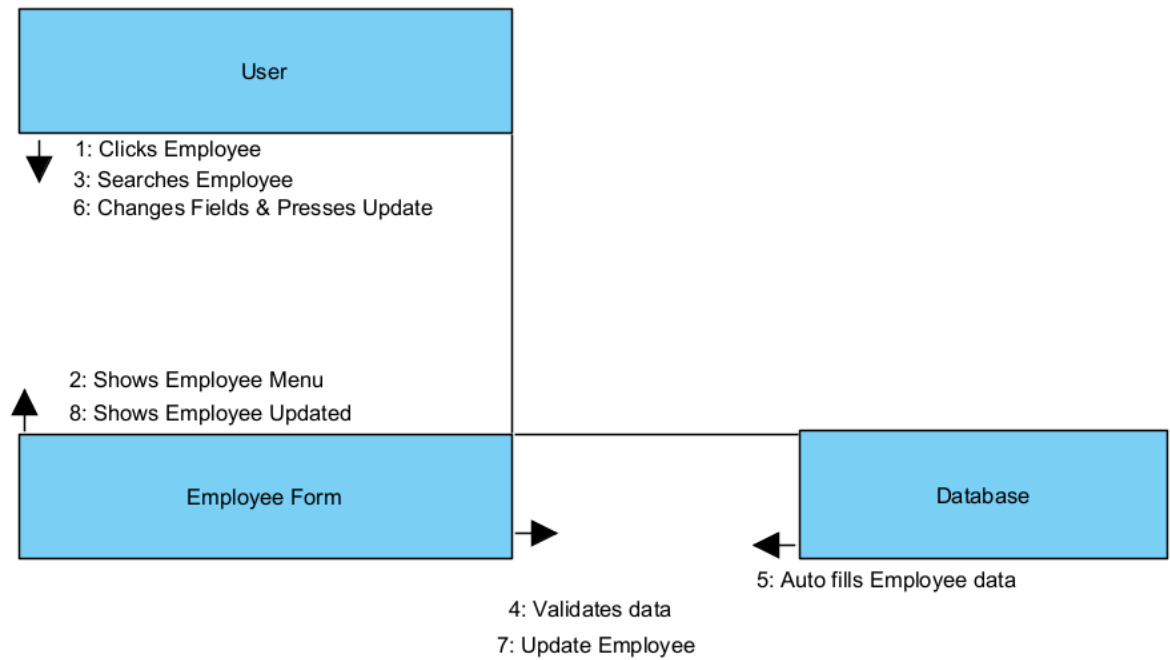 User
1: Clicks Employee
3: Searches Employee
6: Changes Fields & Presses Update
2: Shows Employee Menu
8: Shows Employee Updated
Employee Form
Database
5: Auto fills Employee data
4: Validates data
7: Update Employee